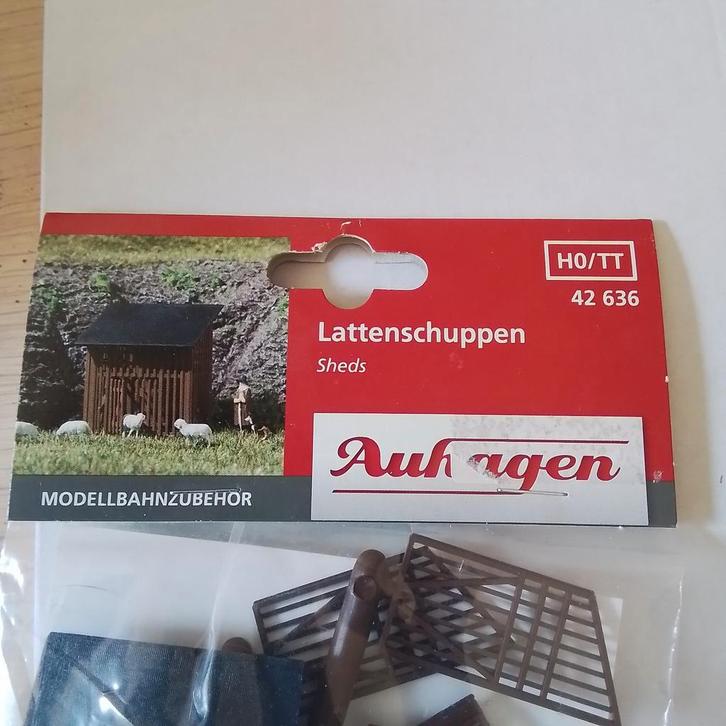 H0/TT
42 636
Lattenschuppen
Sheds
Auhagen
MODELLBAHNZUBEHÖR